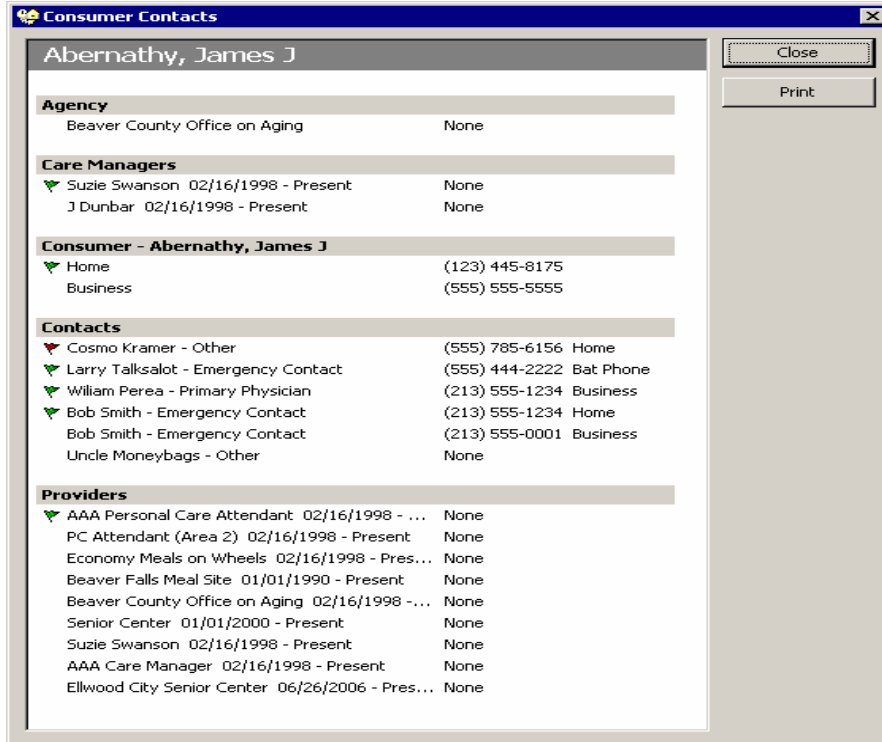 Consumer Contacts
Abernathy, James J
Close
Print
Agency
Beaver County Office on Aging None
Care Managers
Suzie Swanson 02/16/1998 - Present None
J Dunbar 02/16/1998 - Present None
Consumer - Abernathy, James J
Home (123) 445-8175
Business (555) 555-5555
Contacts
Cosmo Kramer - Other (555) 785-6156 Home
Larry Talksalot - Emergency Contact (555) 444-2222 Bat Phone
Wiliam Perea - Primary Physician (213) 555-1234 Business
Bob Smith - Emergency Contact (213) 555-1234 Home
Bob Smith - Emergency Contact (213) 555-0001 Business
Uncle Moneybags - Other None
Providers
AAA Personal Care Attendant 02/16/1998 - ... None
PC Attendant (Area 2) 02/16/1998 - Present None
Economy Meals on Wheels 02/16/1998 - Pres... None
Beaver Falls Meal Site 01/01/1990 - Present None
Beaver County Office on Aging 02/16/1998 -... None
Senior Center 01/01/2000 - Present None
Suzie Swanson 02/16/1998 - Present None
AAA Care Manager 02/16/1998 - Present None
Ellwood City Senior Center 06/26/2006 - Pres... None